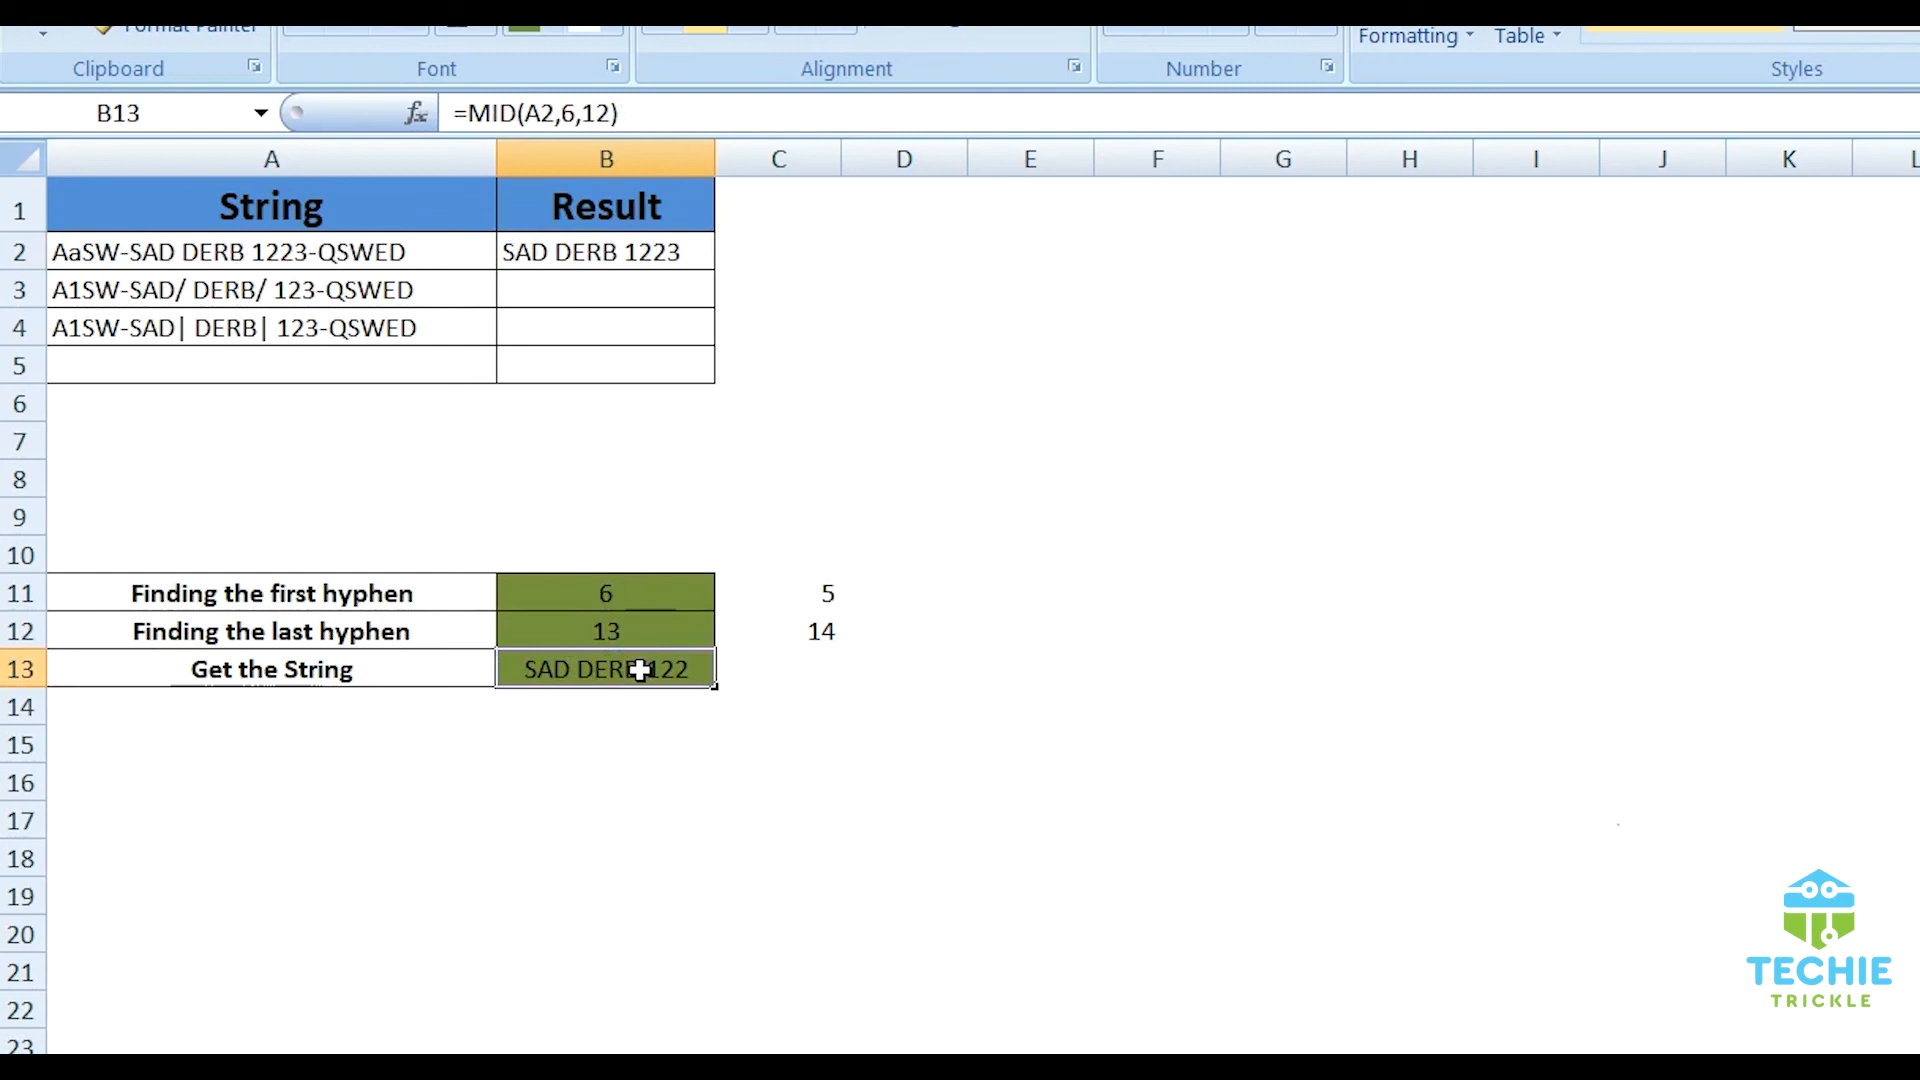 Format Painter
Formatting Table
Clipboard Font Alignment Number Styles
B13 fx =MID(A2,6,12)
A B C D E F G H I J K L
1 String Result
2 AaSW-SAD DERB 1223-QSWED SAD DERB 1223
3 A1SW-SAD/ DERB/ 123-QSWED
4 A1SW-SAD| DERB| 123-QSWED
5
6
7
8
9
10
11 Finding the first hyphen 6 5
12 Finding the last hyphen 13 14
13 Get the String SAD DERB 122
14
15
16
17
18
19
20
21
22
23
TECHIE
TRICKLE